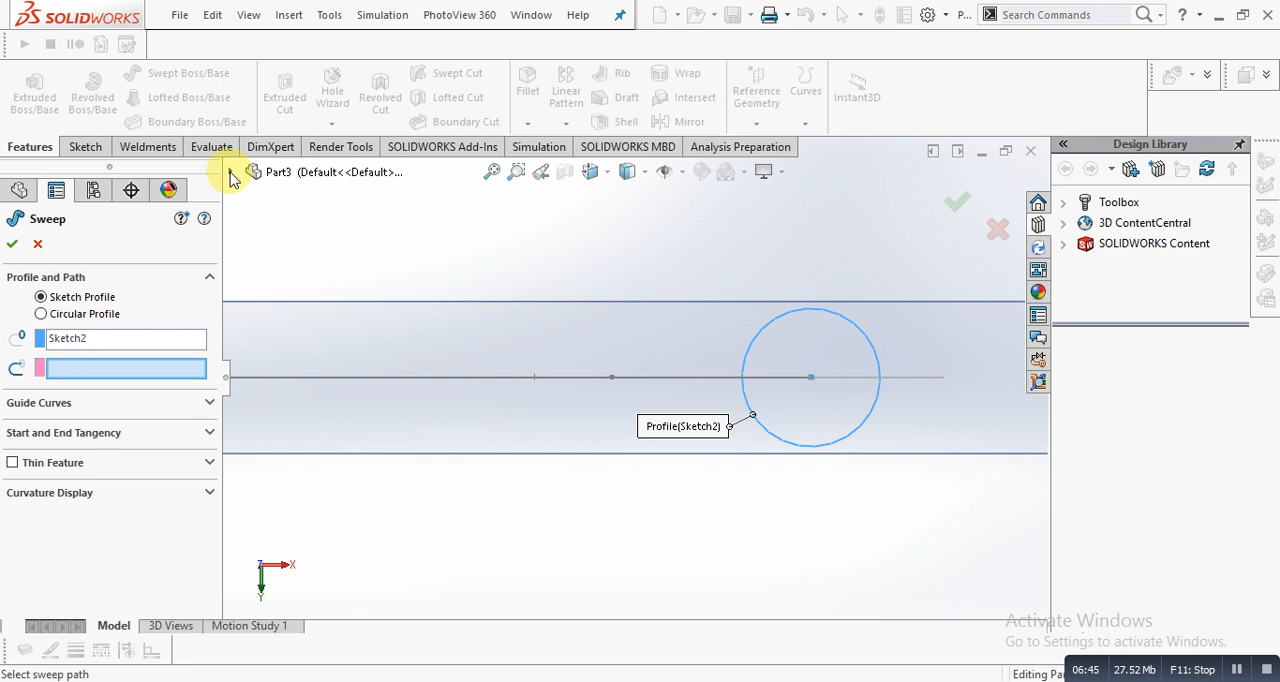 SOLIDWORKS
File Edit View Insert Tools Simulation PhotoView 360 Window Help
P...
Search Commands
?
Extruded Boss/Base
Revolved Boss/Base
Swept Boss/Base
Lofted Boss/Base
Boundary Boss/Base
Extruded Cut
Hole Wizard
Revolved Cut
Swept Cut
Lofted Cut
Boundary Cut
Fillet
Linear Pattern
Rib
Draft
Shell
Wrap
Intersect
Mirror
Reference Geometry
Curves
Instant3D
Features Sketch Weldments Evaluate DimXpert Render Tools SOLIDWORKS Add-Ins Simulation SOLIDWORKS MBD Analysis Preparation
Design Library
Part3 (Default<<Default>...
Toolbox
3D ContentCentral
SOLIDWORKS Content
Sweep
Profile and Path
Sketch Profile
Circular Profile
Sketch2
Guide Curves
Start and End Tangency
Thin Feature
Curvature Display
Profile(Sketch2)
Z X
Y
Model 3D Views Motion Study 1
Activate Windows
Go to Settings to activate Windows.
Select sweep path
Editing Pa
06:45 27.52Mb F11: Stop